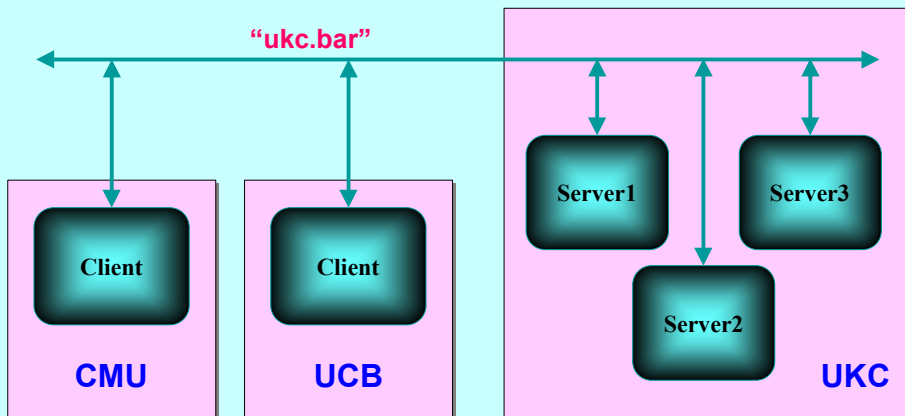 “ukc.bar”
Server1
Server3
Client
Client
Server2
CMU
UCB
UKC